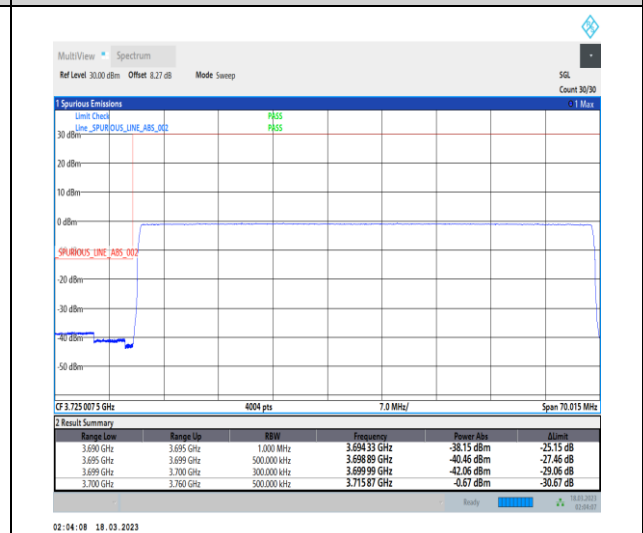 MultiView Spectrum
Ref Level 30.00 dBm Offset 8.27 dB Mode Sweep SGL
Count 30/30
1 Spurious Emissions 1 Max
Limit Check PASS
Line _SPURIOUS_LINE_ABS_002 PASS
30 dBm
20 dBm
10 dBm
0 dBm
_SPURIOUS_LINE_ABS_002
-20 dBm
-30 dBm
-40 dBm
-50 dBm
CF 3.725 007 5 GHz 4004 pts 7.0 MHz/ Span 70.015 MHz
2 Result Summary
Range Low Range Up RBW Frequency Power Abs ΔLimit
3.690 GHz 3.695 GHz 1.000 MHz 3.694 33 GHz -38.15 dBm -25.15 dB
3.695 GHz 3.699 GHz 500.000 kHz 3.698 89 GHz -40.46 dBm -27.46 dB
3.699 GHz 3.700 GHz 300.000 kHz 3.699 99 GHz -42.06 dBm -29.06 dB
3.700 GHz 3.760 GHz 500.000 kHz 3.715 87 GHz -0.67 dBm -30.67 dB
Ready 18.03.2023
02:04:07
02:04:08 18.03.2023